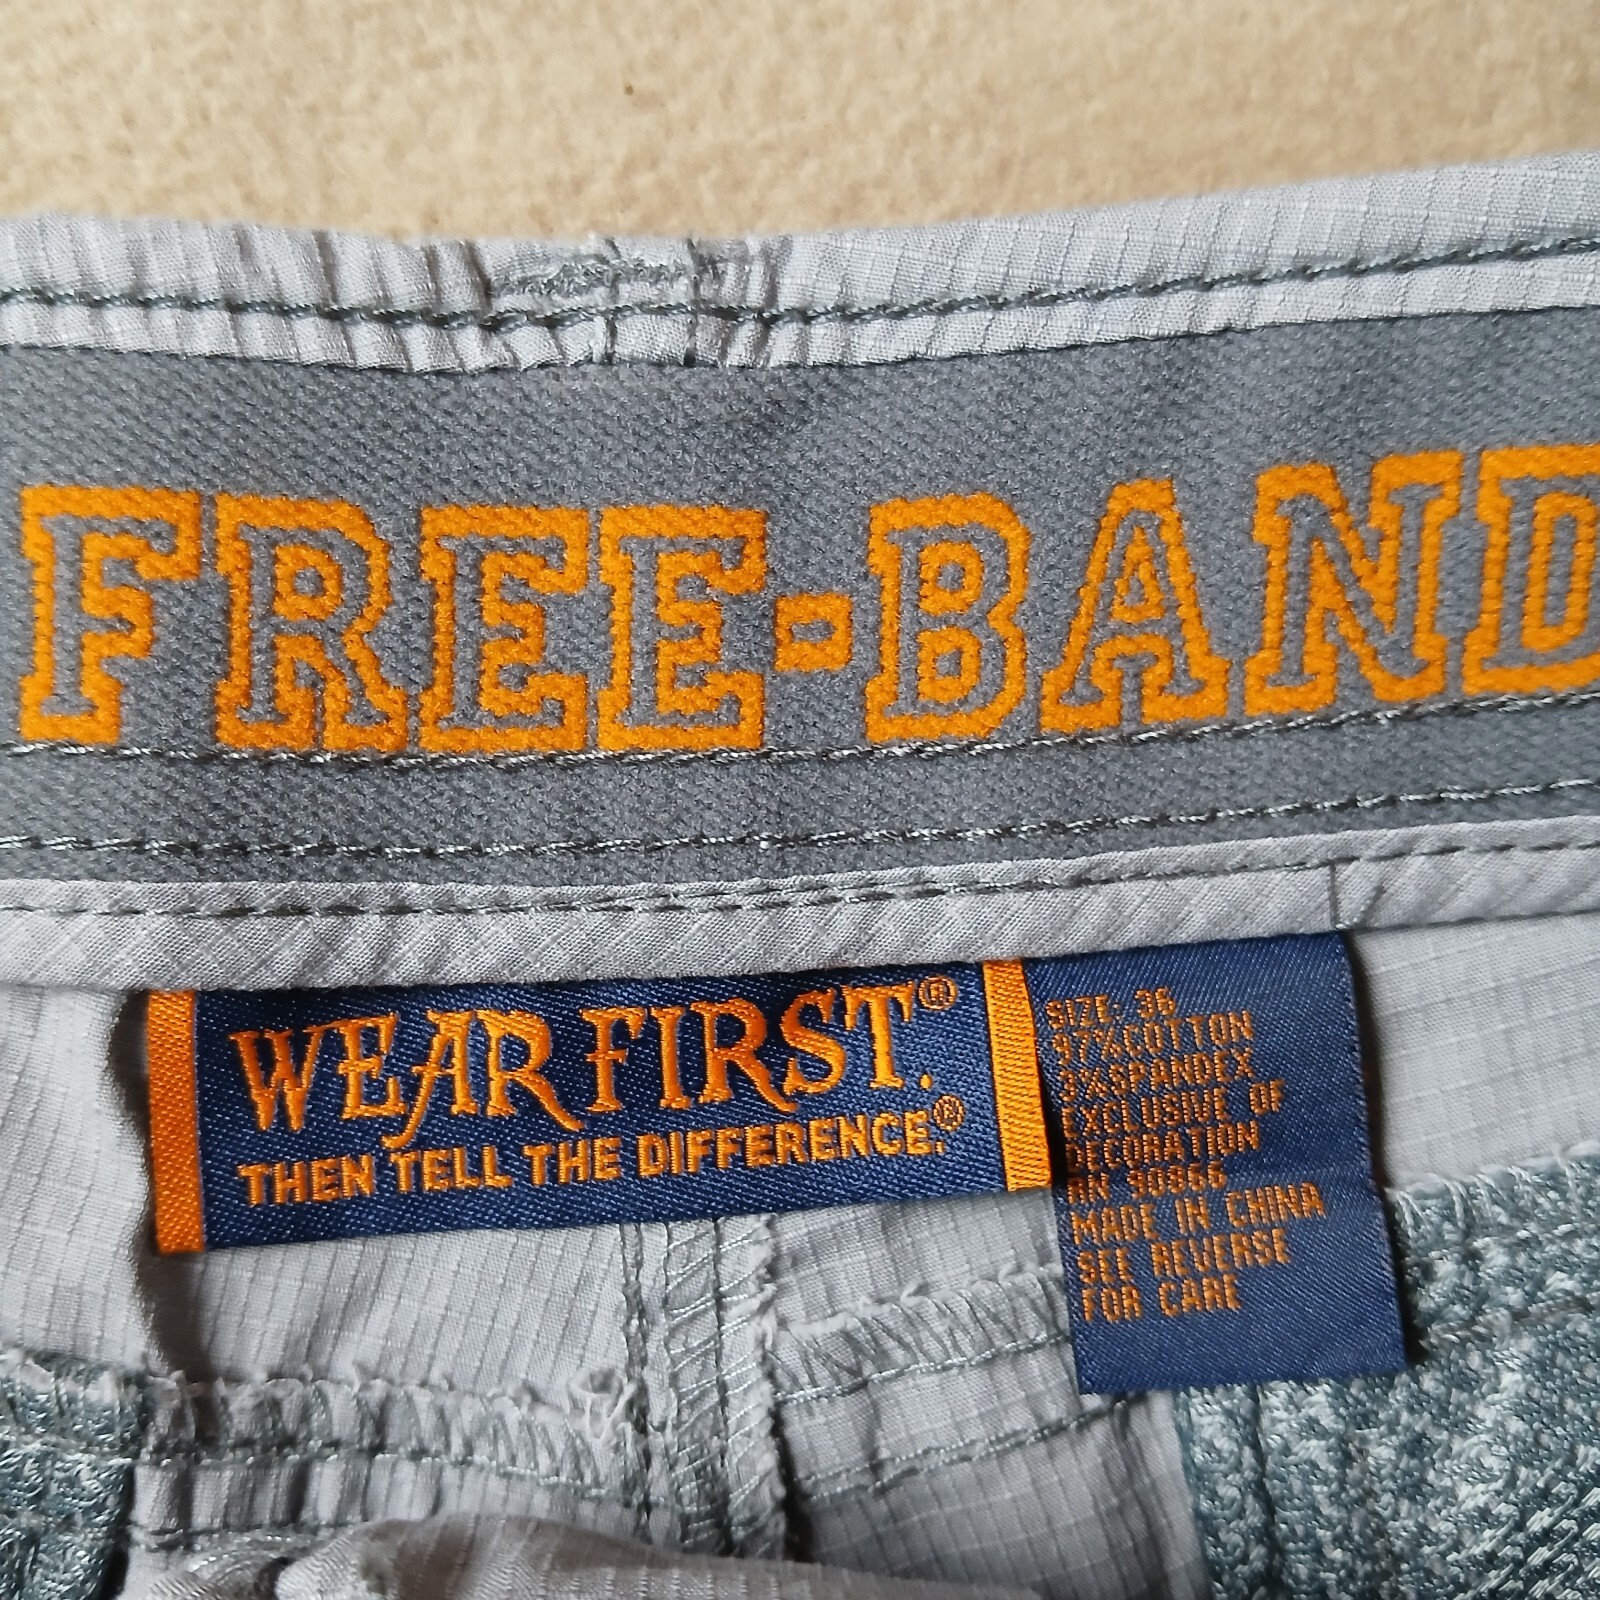 FREE-BAND
WEARFIRST.®
THEN TELL THE DIFFERENCE.®
SIZE: 36
97%COTTON
3%SPANDEX
EXCLUSIVE OF
DECORATION
RN 90866
MADE IN CHINA
SEE REVERSE
FOR CARE